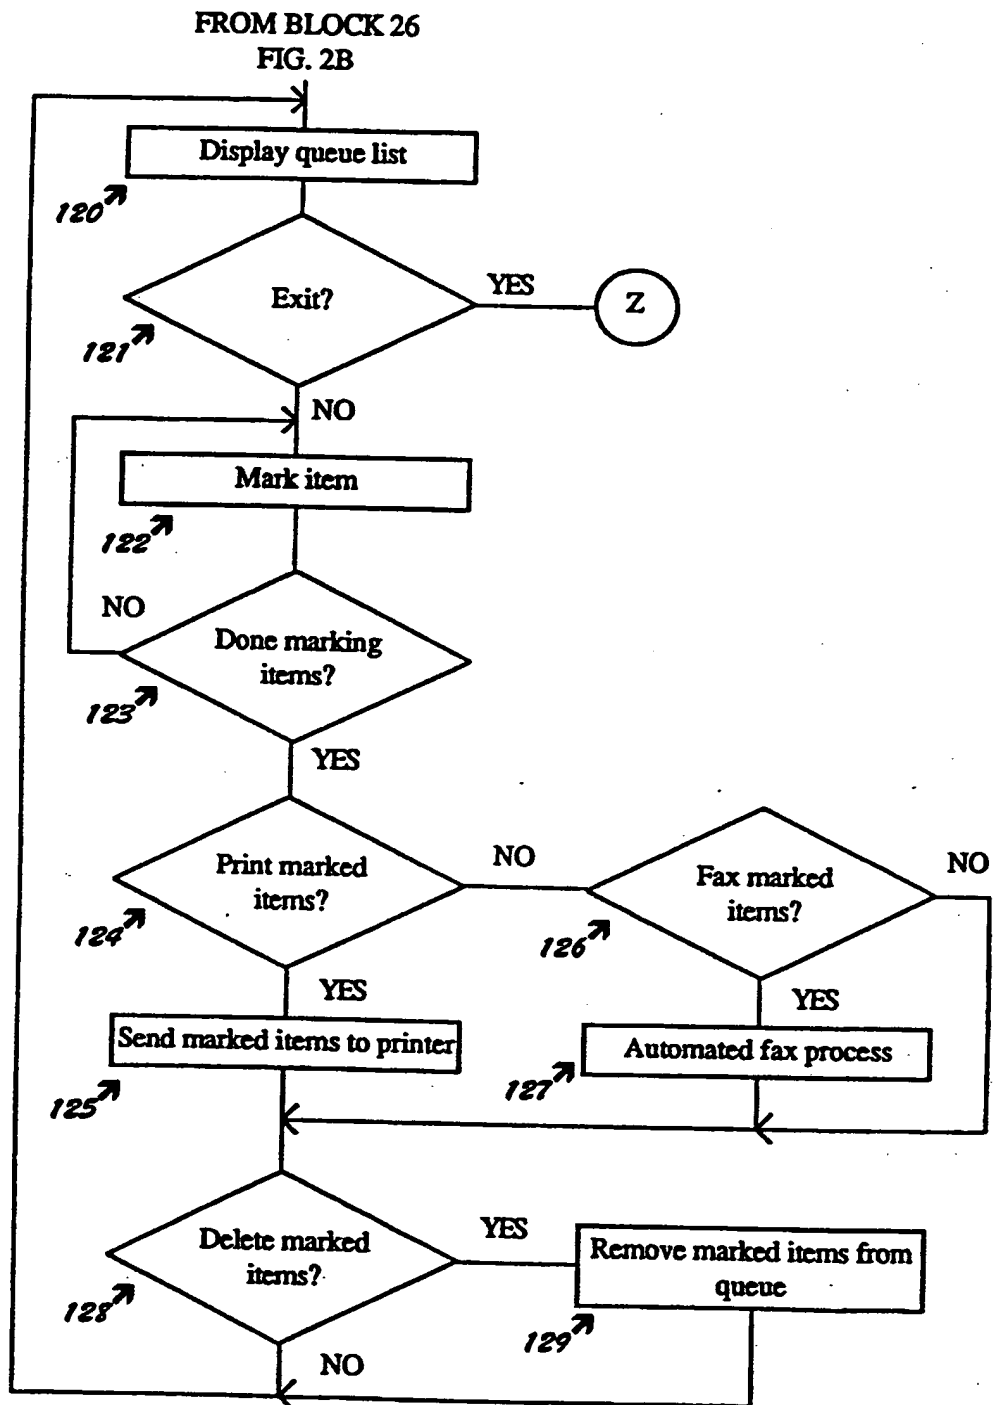 FROM BLOCK 26
FIG. 2B
Display queue list
120
Exit?
YES
Z
121
NO
Mark item
122
NO
Done marking
items?
123
YES
Print marked
items?
NO
Fax marked
items?
NO
124
126
YES
YES
Send marked items to printer
Automated fax process
125
127
Delete marked
items?
YES
Remove marked items from
queue
128
129
NO